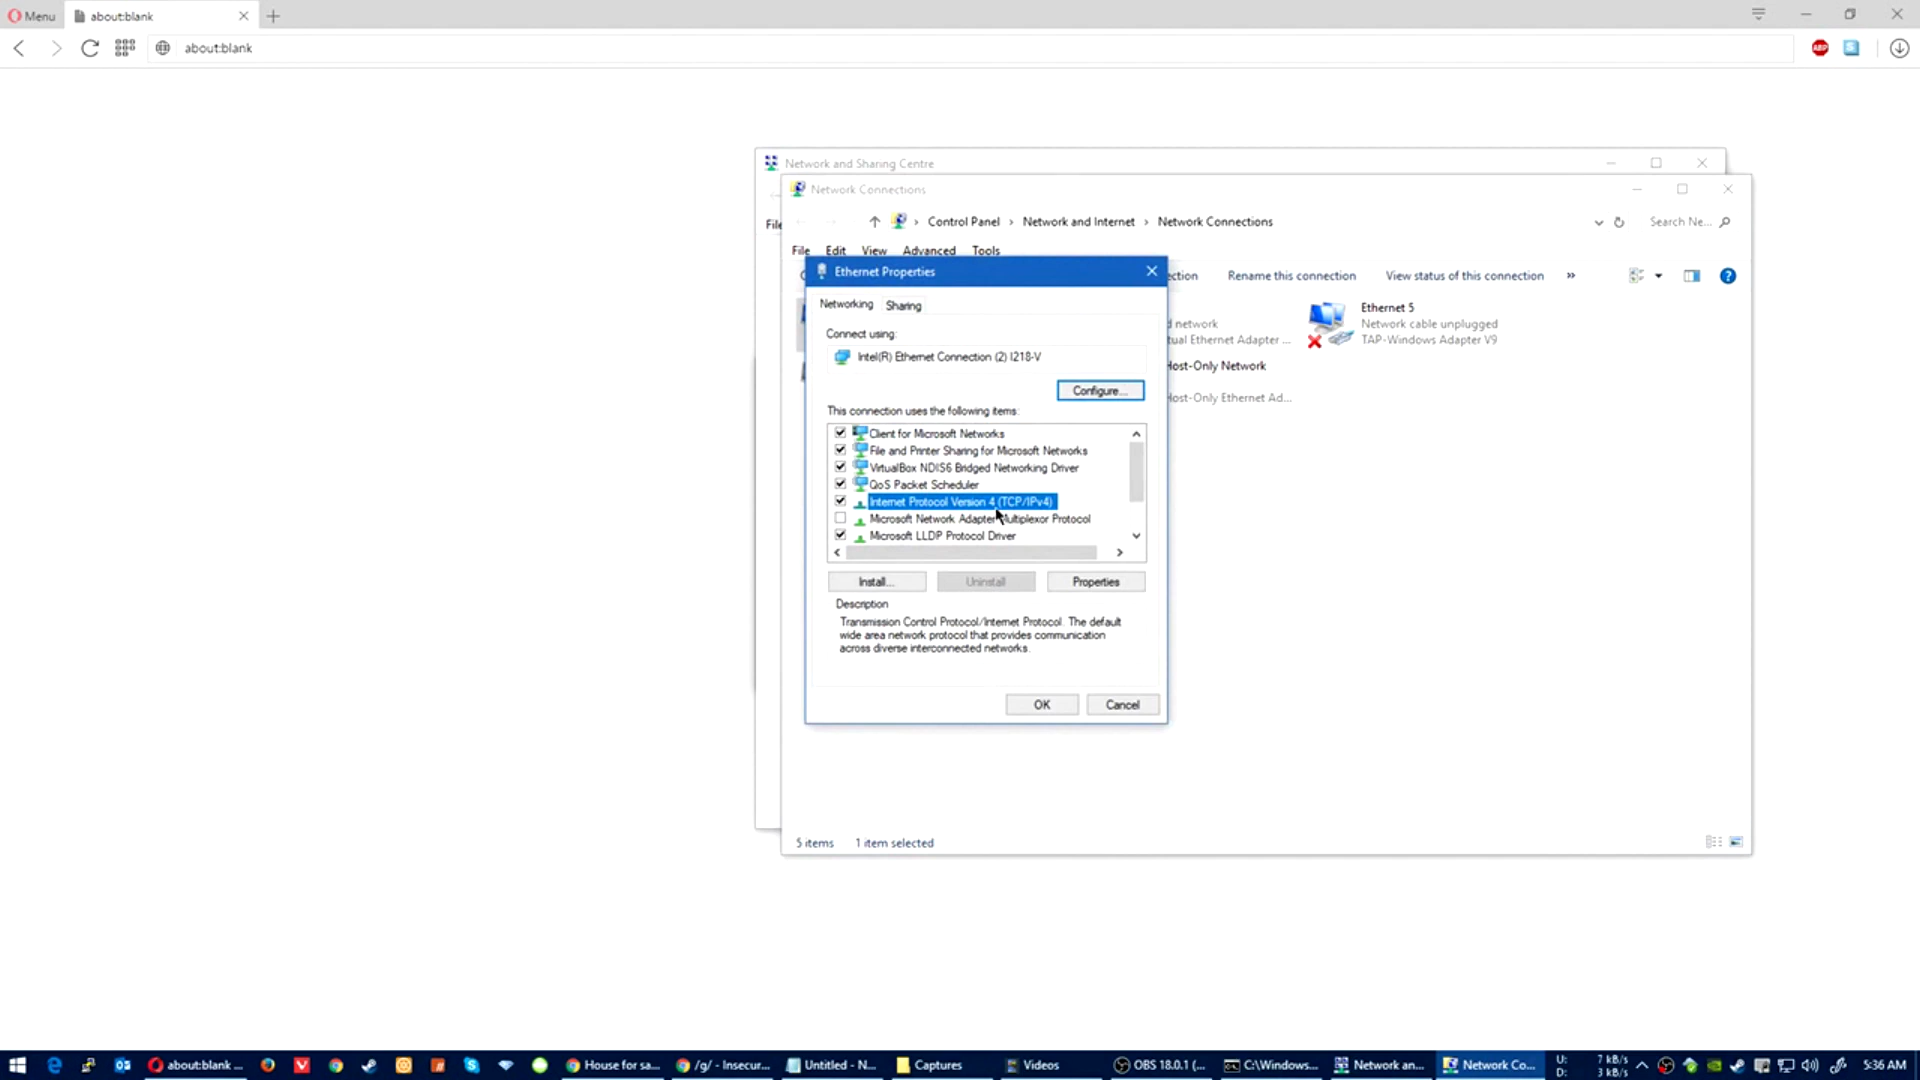 Menu
about:blank
about:blank
ABP
Network and Sharing Centre
Network Connections
Control Panel › Network and Internet › Network Connections
Search Ne...
File
File Edit View Advanced Tools
Ethernet Properties
Rename this connection
View status of this connection
»
Networking
Sharing
Ethernet 5
Network cable unplugged
TAP-Windows Adapter V9
Connect using:
Intel(R) Ethernet Connection (2) I218-V
Host-Only Network
Configure...
This connection uses the following items:
Client for Microsoft Networks
File and Printer Sharing for Microsoft Networks
VirtualBox NDIS6 Bridged Networking Driver
QoS Packet Scheduler
Internet Protocol Version 4 (TCP/IPv4)
Microsoft Network Adapter Multiplexor Protocol
Microsoft LLDP Protocol Driver
Install...
Uninstall
Properties
Description
Transmission Control Protocol/Internet Protocol. The default
wide area network protocol that provides communication
across diverse interconnected networks.
OK
Cancel
5 items
1 item selected
about:blank ...
House for sa...
/g/ - Insecur...
Untitled - N...
Captures
Videos
OBS 18.0.1 (...
C:\Windows...
Network an...
Network Co...
U: 7 kB/s
D: 3 kB/s
5:36 AM